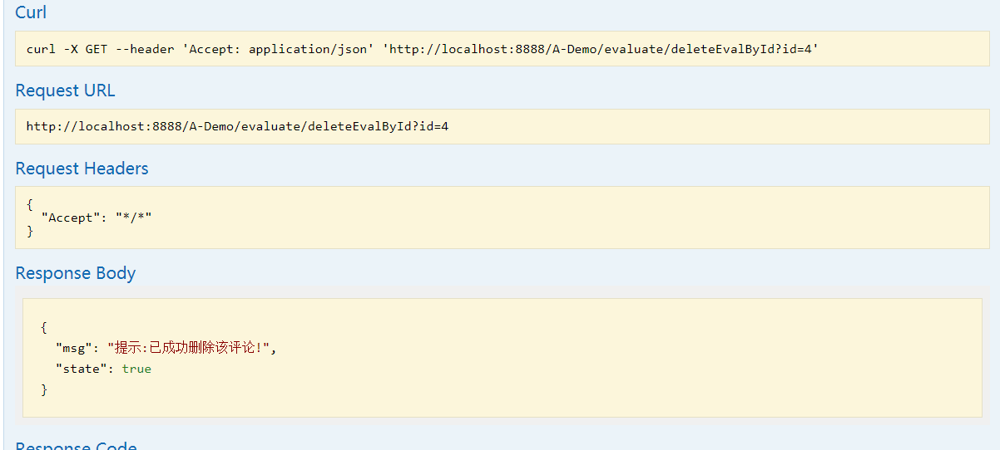 Curl
curl -X GET --header 'Accept: application/json' 'http://localhost:8888/A-Demo/evaluate/deleteEvalById?id=4'
Request URL
http://localhost:8888/A-Demo/evaluate/deleteEvalById?id=4
Request Headers
{
"Accept": "*/*"
}
Response Body
{
"msg": "提示:已成功删除该评论!",
"state": true
}
Response Code